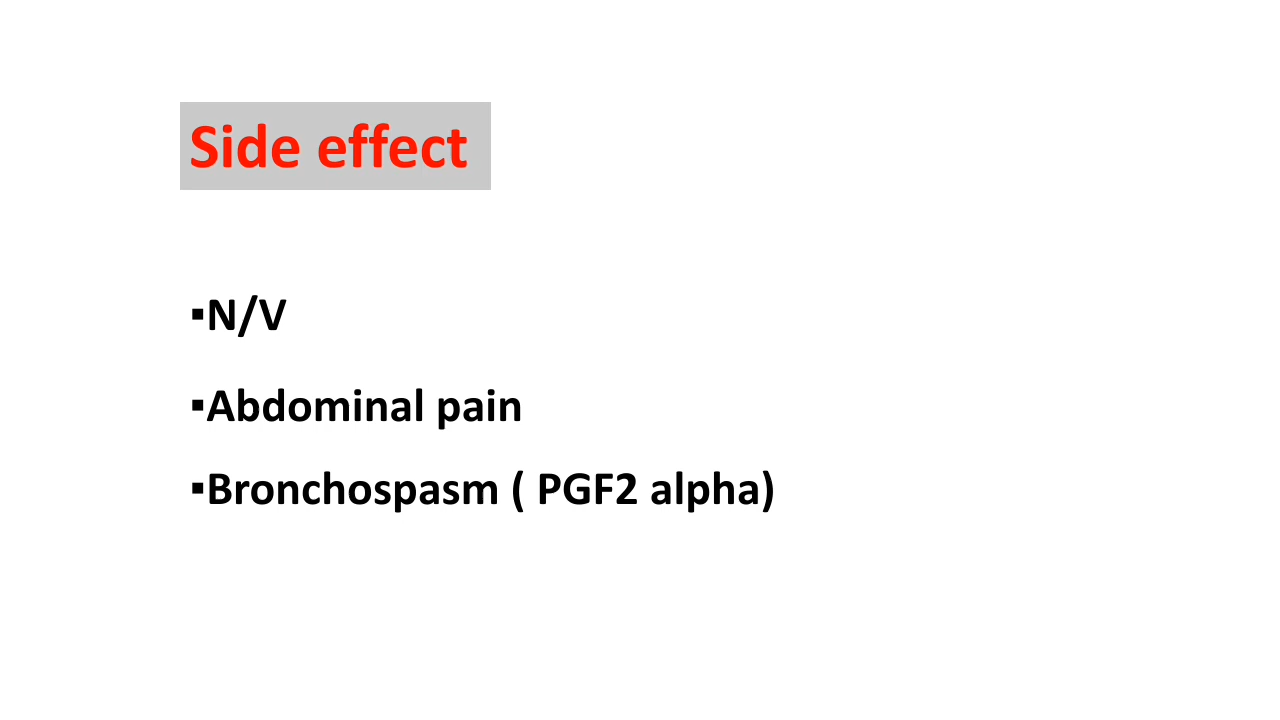 Side effect
▪N/V
▪Abdominal pain
▪Bronchospasm ( PGF2 alpha)